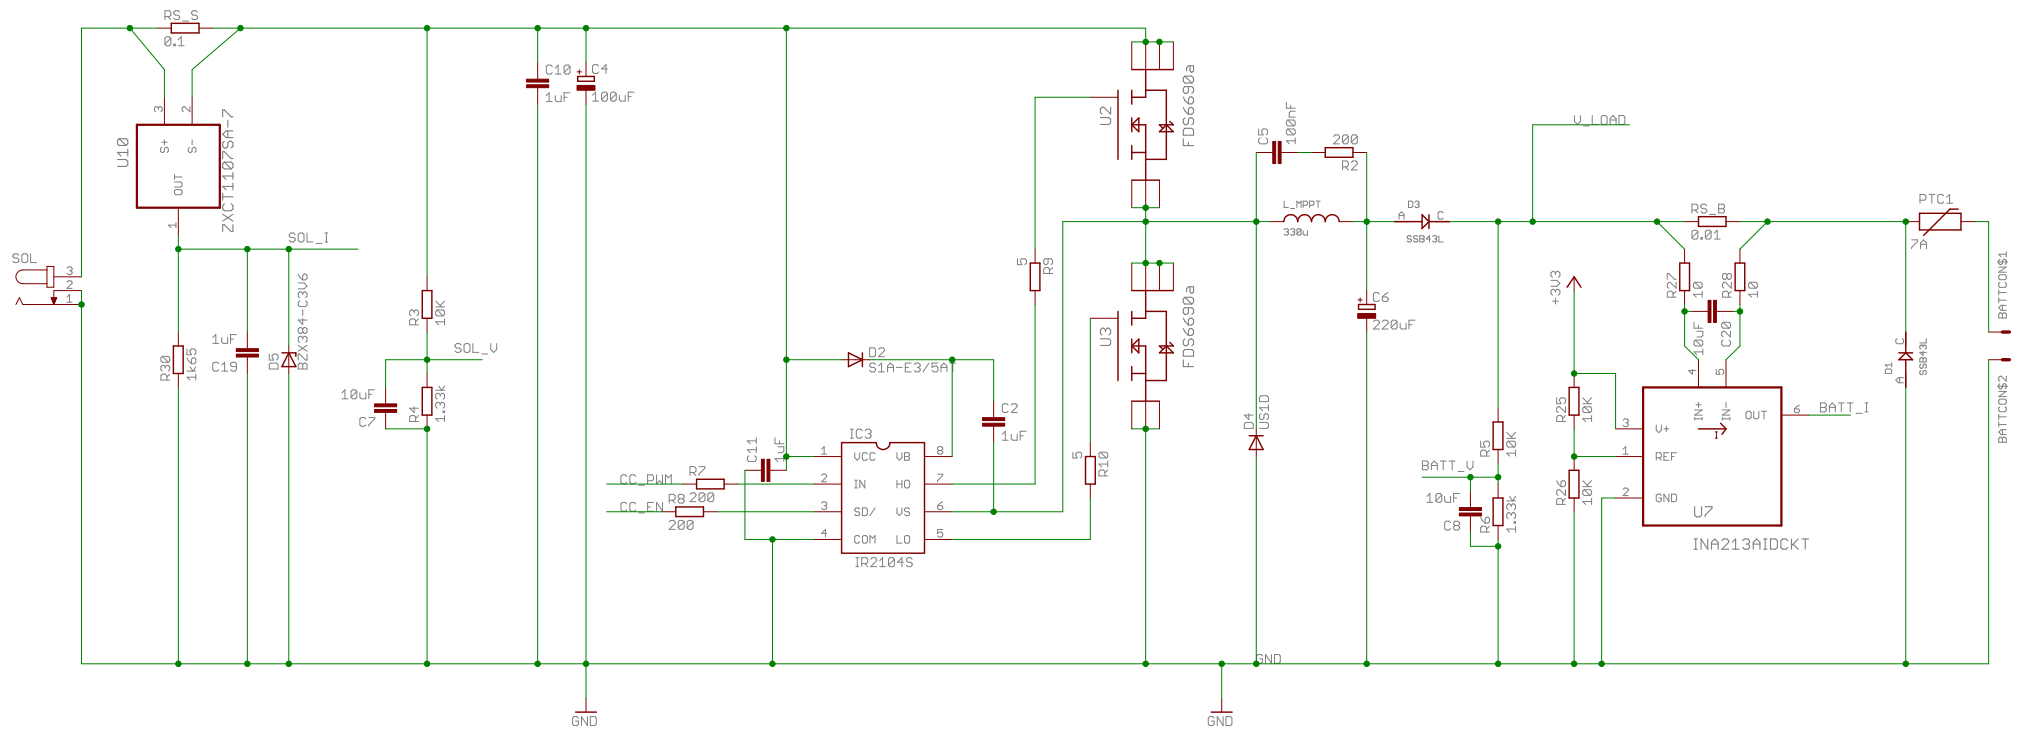 RS_S
0.1
3
2
U10
S+
S-
OUT
1
ZXCT1107SA-7
SOL_I
SOL
3
2
1
R30
1k65
1uF
C19
D5
BZX384-C3V6
R3
10K
SOL_V
10uF
C7
R4
1.33k
C10
1uF
+
C4
100uF
GND
D2
S1A-E3/5AT
C2
1uF
C11
1uF
IC3
1
VCC
VB
8
2
IN
HO
7
3
SD/
VS
6
4
COM
LO
5
IR2104S
CC_PWM
R7
200
CC_EN
R8
200
5
R9
5
R10
U2
FDS6690a
U3
FDS6690a
C5
100nF
200
R2
L_MPPT
330u
D3
A
C
SSB43L
+
C6
220uF
D4
US1D
GND
GND
V_LOAD
R5
10K
BATT_V
10uF
C8
R6
1.33k
+3V3
R25
10K
R26
10K
RS_B
0.01
R27
10
R28
10
10uF
C20
4
5
IN+
IN-
I
OUT
6
BATT_I
3
V+
1
REF
2
GND
U7
INA213AIDCKT
D1
C
A
SSB43L
PTC1
7A
BATTCON$1
BATTCON$2